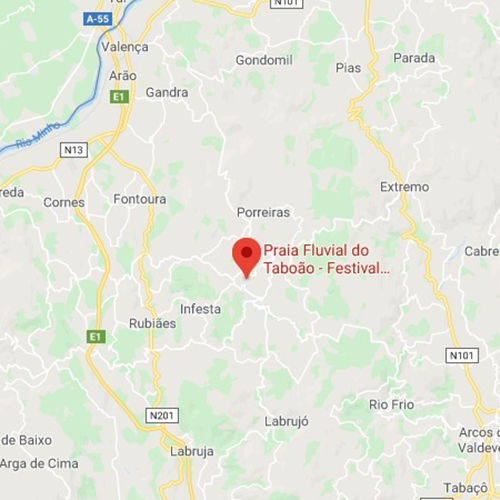 Tui
N101
A-55
Valença
Gondomil
Parada
Arão
Pias
Gandra
E1
Rio Minho
N13
reda
Cornes
Fontoura
Extremo
Porreiras
Praia Fluvial do
Taboão - Festival...
Cabre
Infesta
Rubiães
E1
N101
N201
Rio Frio
Labrujó
de Baixo
Labruja
Arcos d
Valdeve
Arga de Cima
Tabaçô